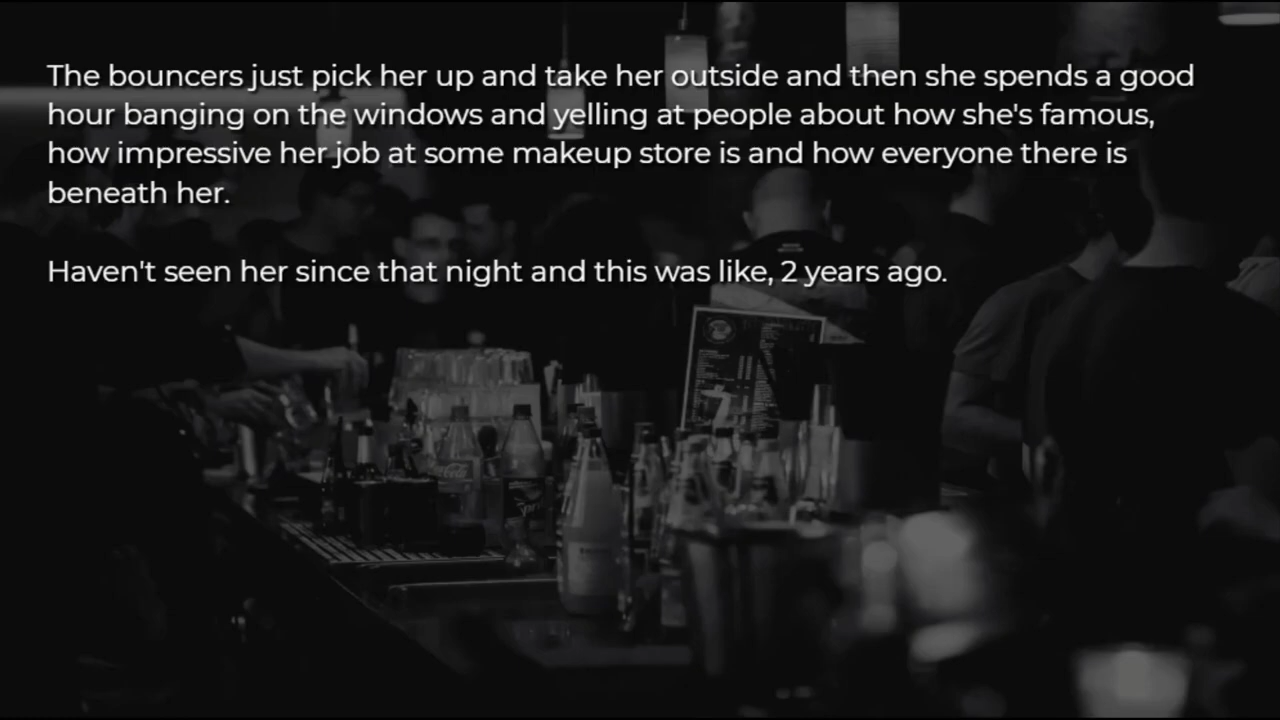 The bouncers just pick her up and take her outside and then she spends a good
hour banging on the windows and yelling at people about how she's famous,
how impressive her job at some makeup store is and how everyone there is
beneath her.
Haven't seen her since that night and this was like, 2 years ago.
Coca-Cola